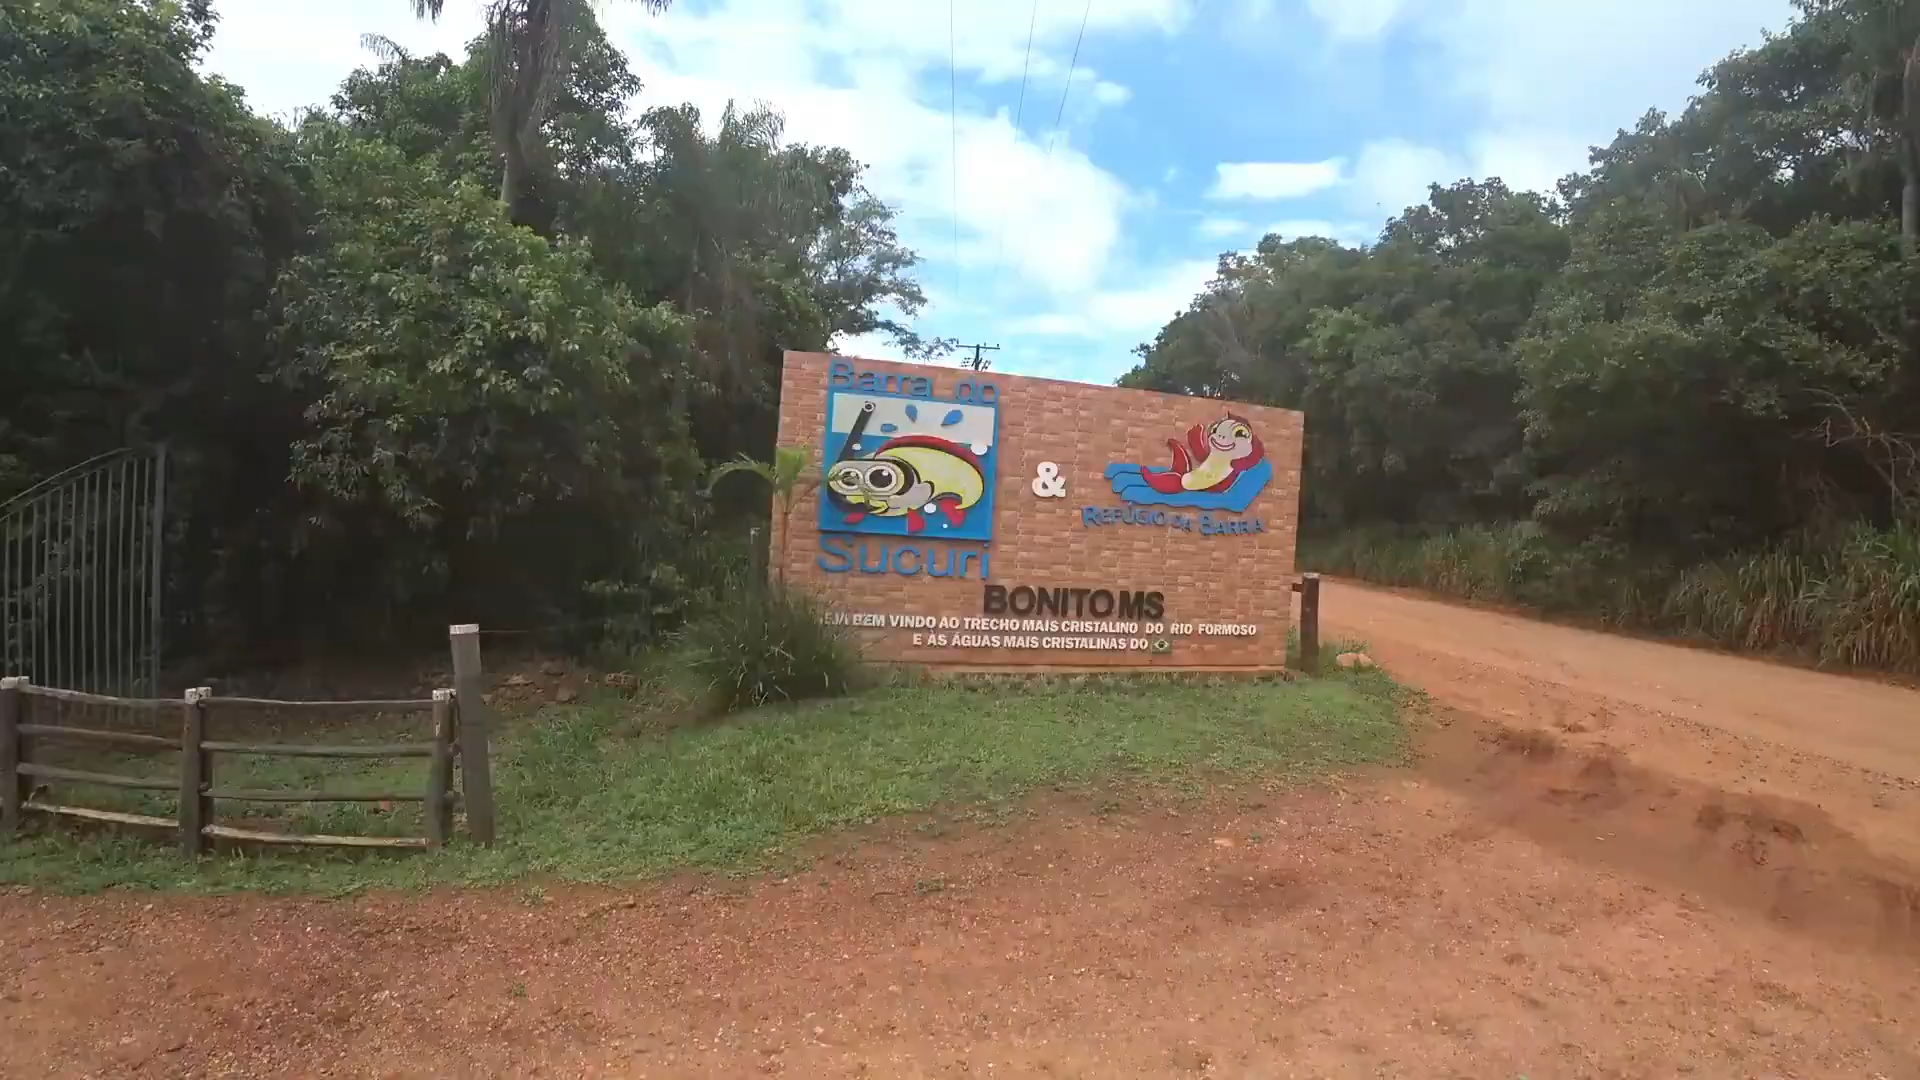 Barra do
Sucuri
&
REFÚGIO DA BARRA
BONITO MS
BEM VINDO AO TRECHO MAIS CRISTALINO DO RIO FORMOSO
E ÀS ÁGUAS MAIS CRISTALINAS DO